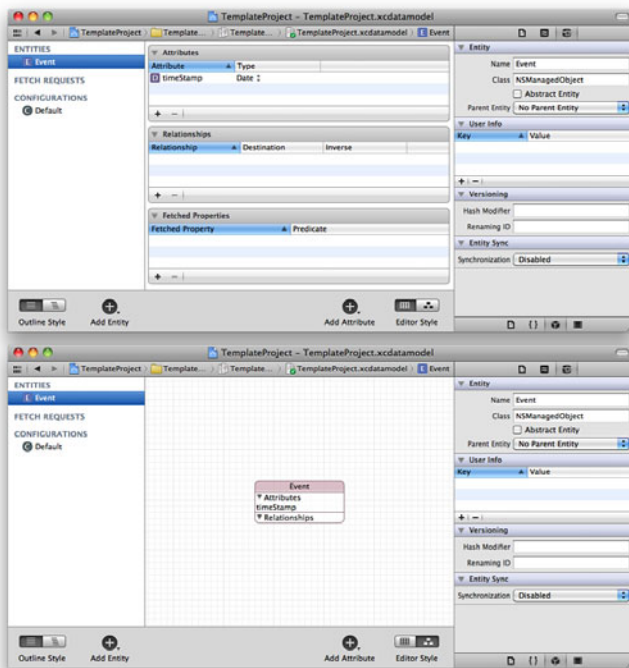 TemplateProject - TemplateProject.xcdatamodel
TemplateProject
Template...
Template...
TemplateProject.xcdatamodel
E Event
ENTITIES
E Event
FETCH REQUESTS
CONFIGURATIONS
C Default
Attributes
Attribute Type
D timeStamp Date
Relationships
Relationship Destination Inverse
Fetched Properties
Fetched Property Predicate
Outline Style Add Entity Add Attribute Editor Style
Entity
Name Event
Class NSManagedObject
Abstract Entity
Parent Entity No Parent Entity
User Info
Key Value
Versioning
Hash Modifier
Renaming ID
Entity Sync
Synchronization Disabled
TemplateProject - TemplateProject.xcdatamodel
TemplateProject
Template...
Template...
TemplateProject.xcdatamodel
E Event
ENTITIES
E Event
FETCH REQUESTS
CONFIGURATIONS
C Default
Event
Attributes
timeStamp
Relationships
Outline Style Add Entity Add Attribute Editor Style
Entity
Name Event
Class NSManagedObject
Abstract Entity
Parent Entity No Parent Entity
User Info
Key Value
Versioning
Hash Modifier
Renaming ID
Entity Sync
Synchronization Disabled